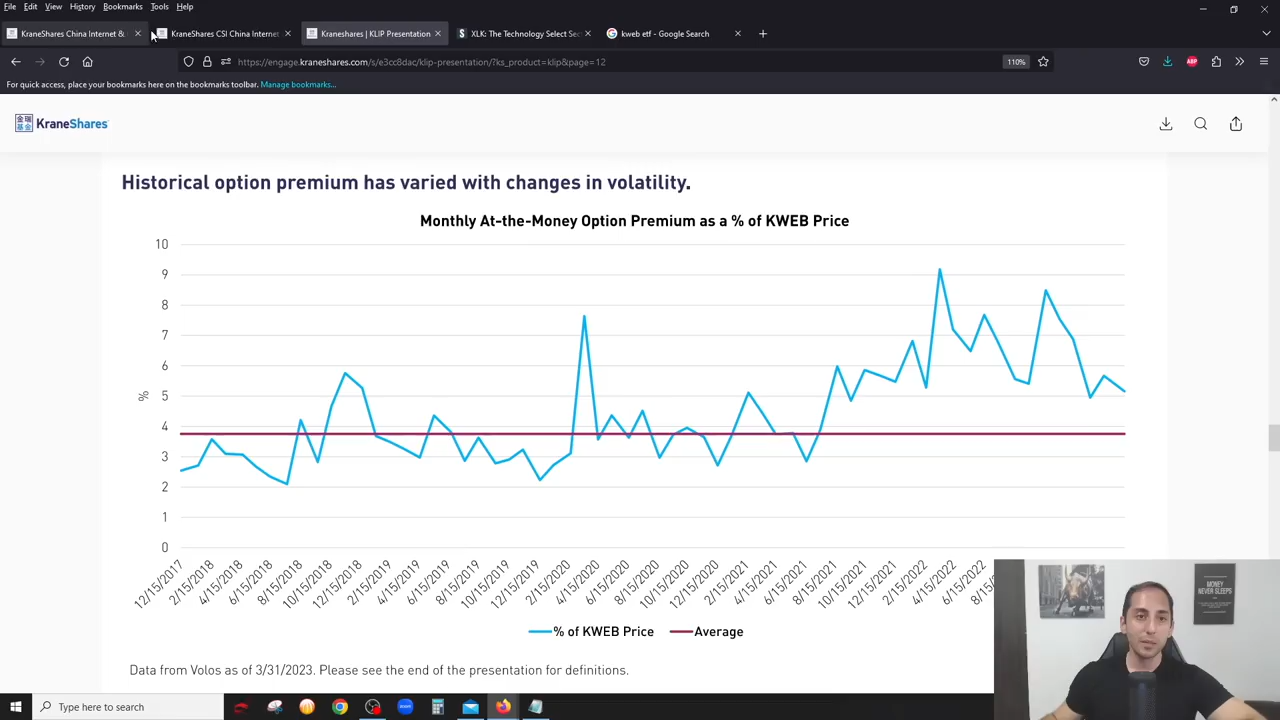 File Edit View History Bookmarks Tools Help
KraneShares China Internet & KraneShares CSI China Internet Kraneshares | KLIP Presentation XLK: The Technology Select Sec kweb etf - Google Search
https://engage.kraneshares.com/s/e3cc8dac/klip-presentation/?ks_product=klip&page=12 110%
For quick access, place your bookmarks here on the bookmarks toolbar. Manage bookmarks...
金瑞基金 KraneShares
Historical option premium has varied with changes in volatility.
Monthly At-the-Money Option Premium as a % of KWEB Price
10
9
8
7
6
5
4
3
2
1
0
%
12/15/2017 2/15/2018 4/15/2018 6/15/2018 8/15/2018 10/15/2018 12/15/2018 2/15/2019 4/15/2019 6/15/2019 8/15/2019 10/15/2019 12/15/2019 2/15/2020 4/15/2020 6/15/2020 8/15/2020 10/15/2020 12/15/2020 2/15/2021 4/15/2021 6/15/2021 8/15/2021 10/15/2021 12/15/2021 2/15/2022 4/15/2022 6/15/2022
% of KWEB Price Average
Data from Volos as of 3/31/2023. Please see the end of the presentation for definitions.
MONEY
NEVER SLEEPS
Type here to search